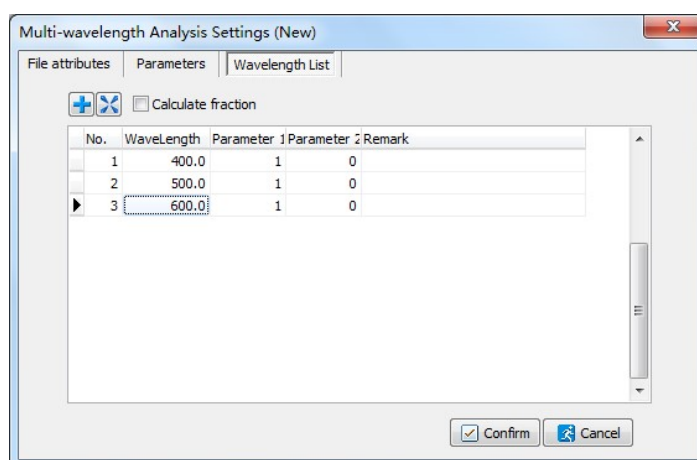 Multi-wavelength Analysis Settings (New)
File attributes Parameters Wavelength List
Calculate fraction
No. WaveLength Parameter 1 Parameter 2 Remark
1 400.0 1 0
2 500.0 1 0
3 600.0 1 0
Confirm Cancel